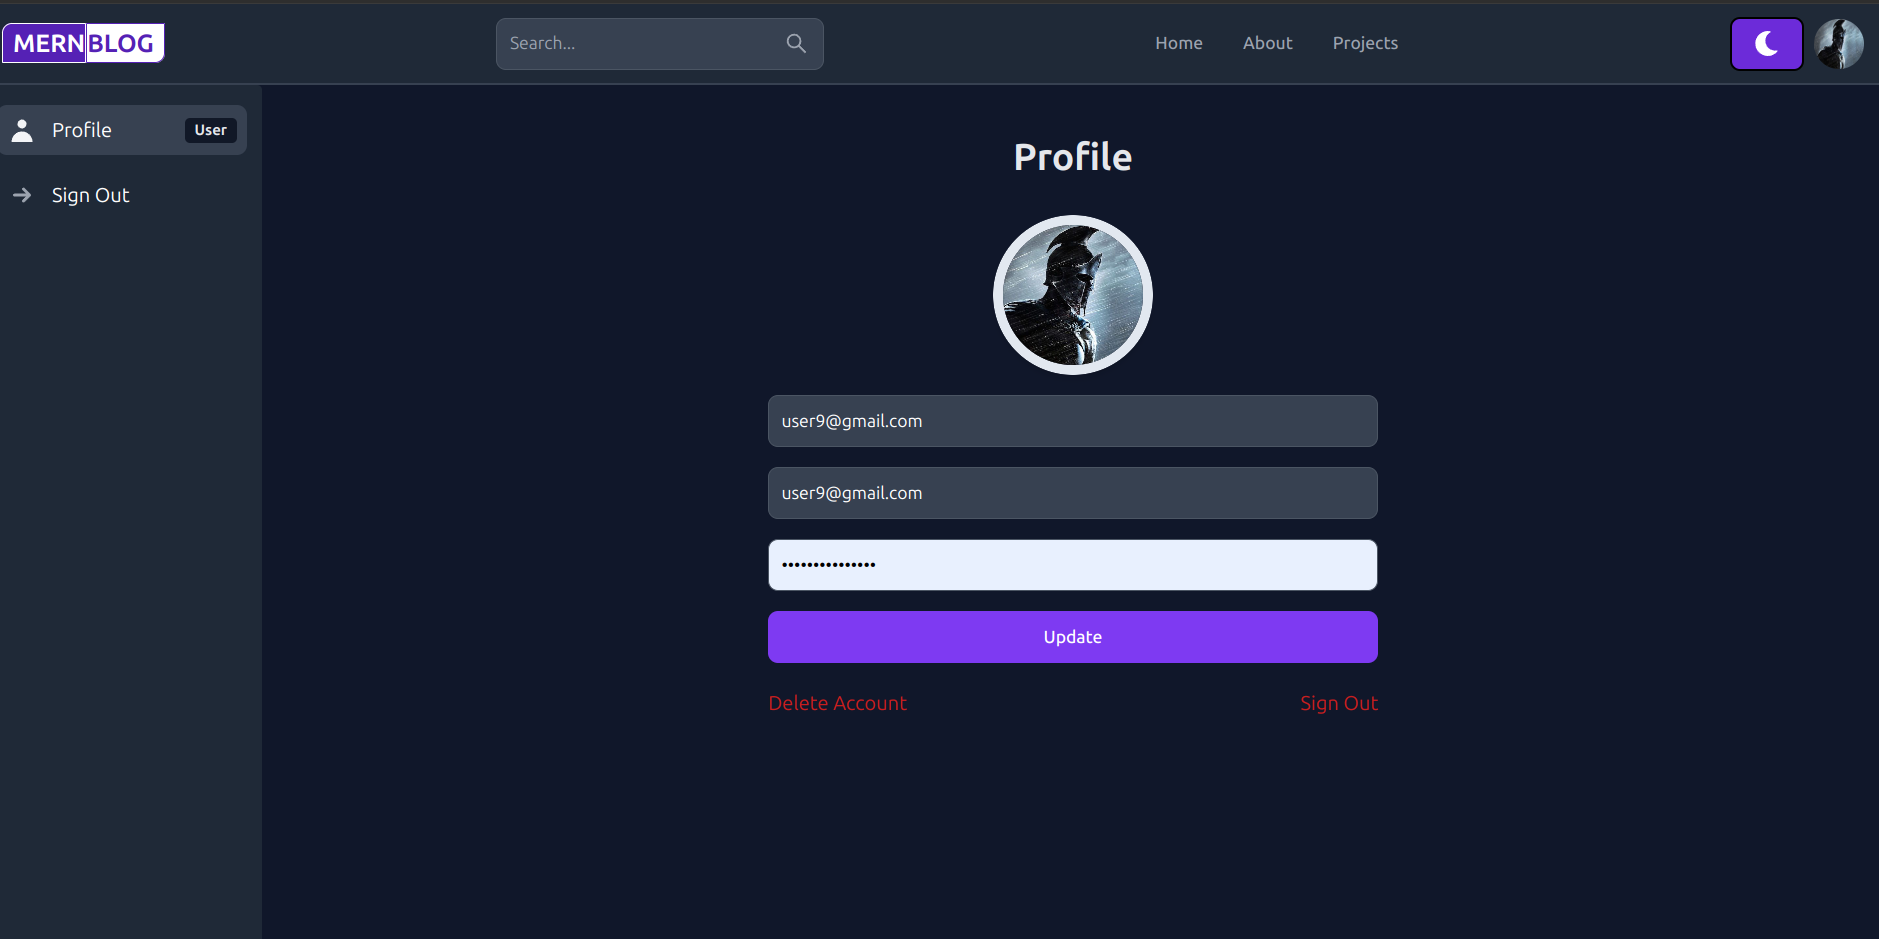 MERNBLOG
Search...
Home
About
Projects
Profile
User
Sign Out
Profile
user9@gmail.com
user9@gmail.com
•••••••••••••••
Update
Delete Account
Sign Out